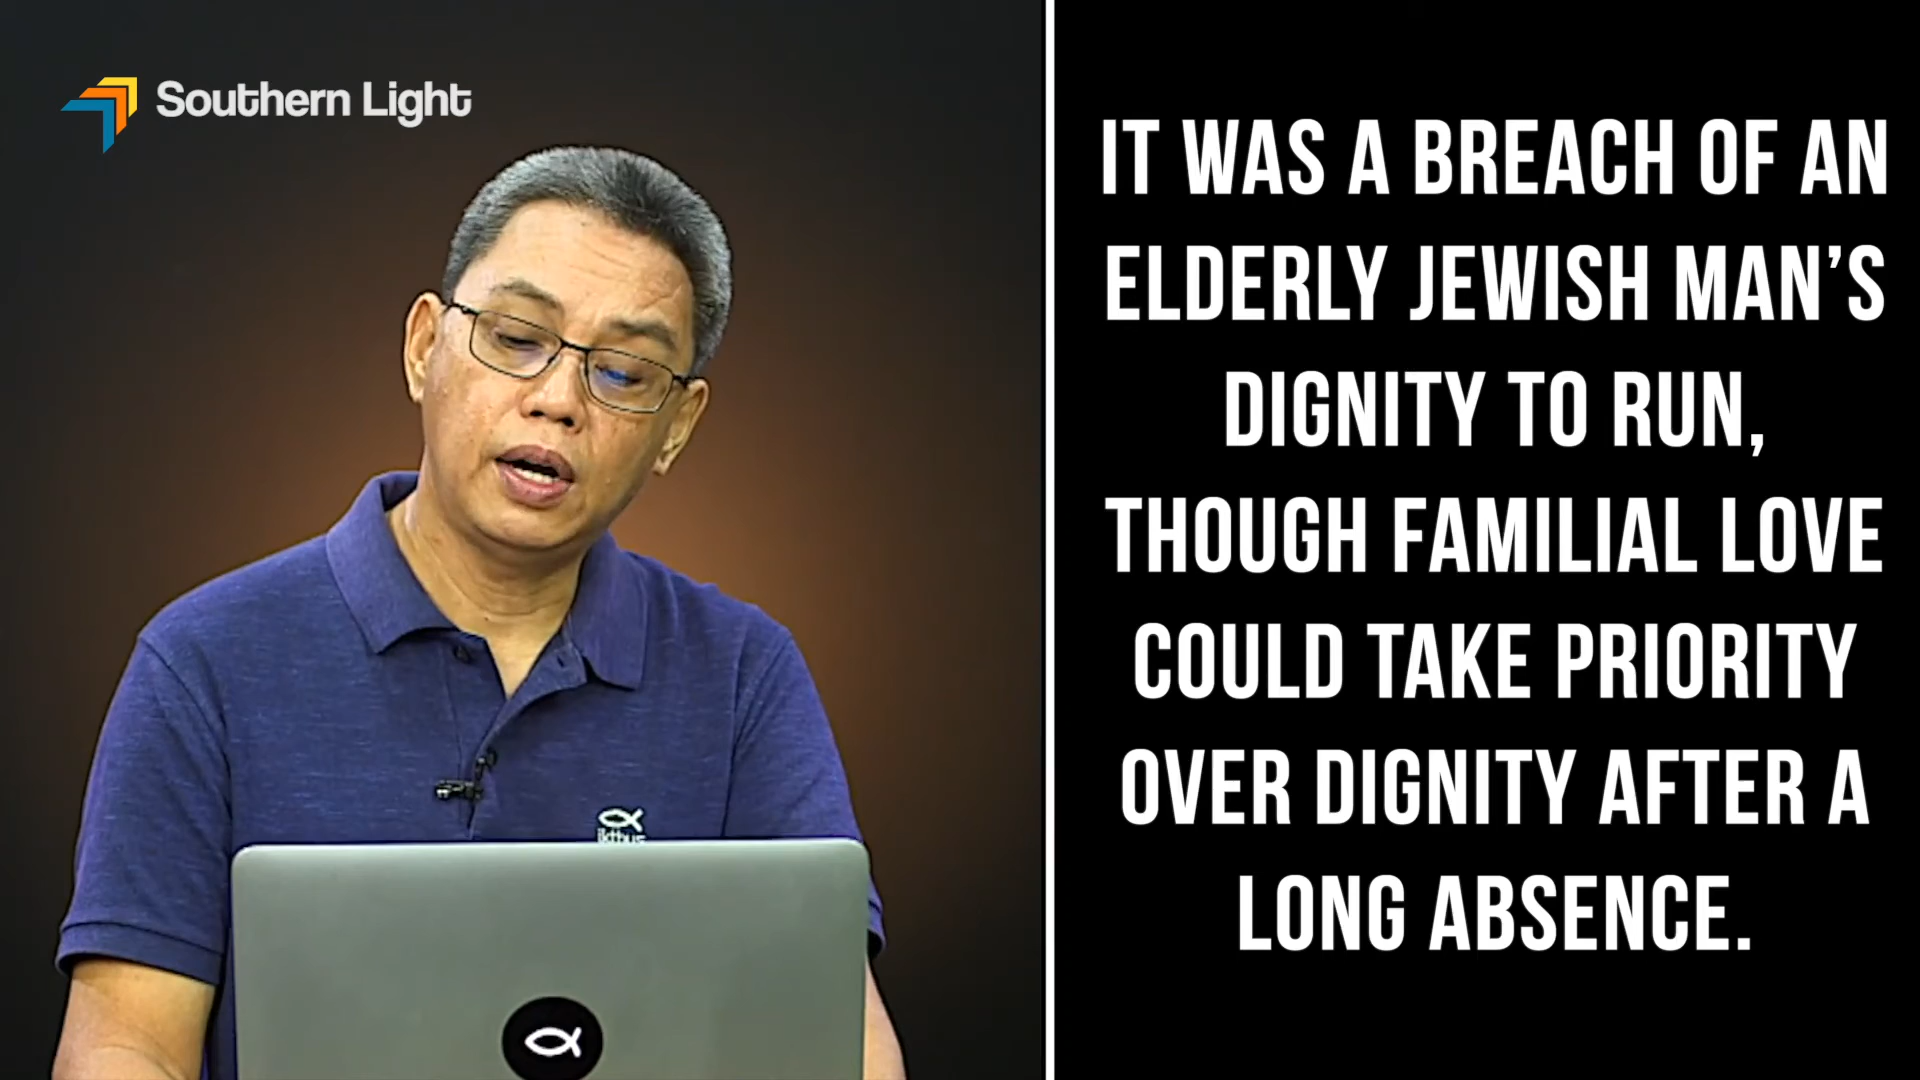 Southern Light
IT WAS A BREACH OF AN
ELDERLY JEWISH MAN’S
DIGNITY TO RUN,
THOUGH FAMILIAL LOVE
COULD TAKE PRIORITY
OVER DIGNITY AFTER A
LONG ABSENCE.